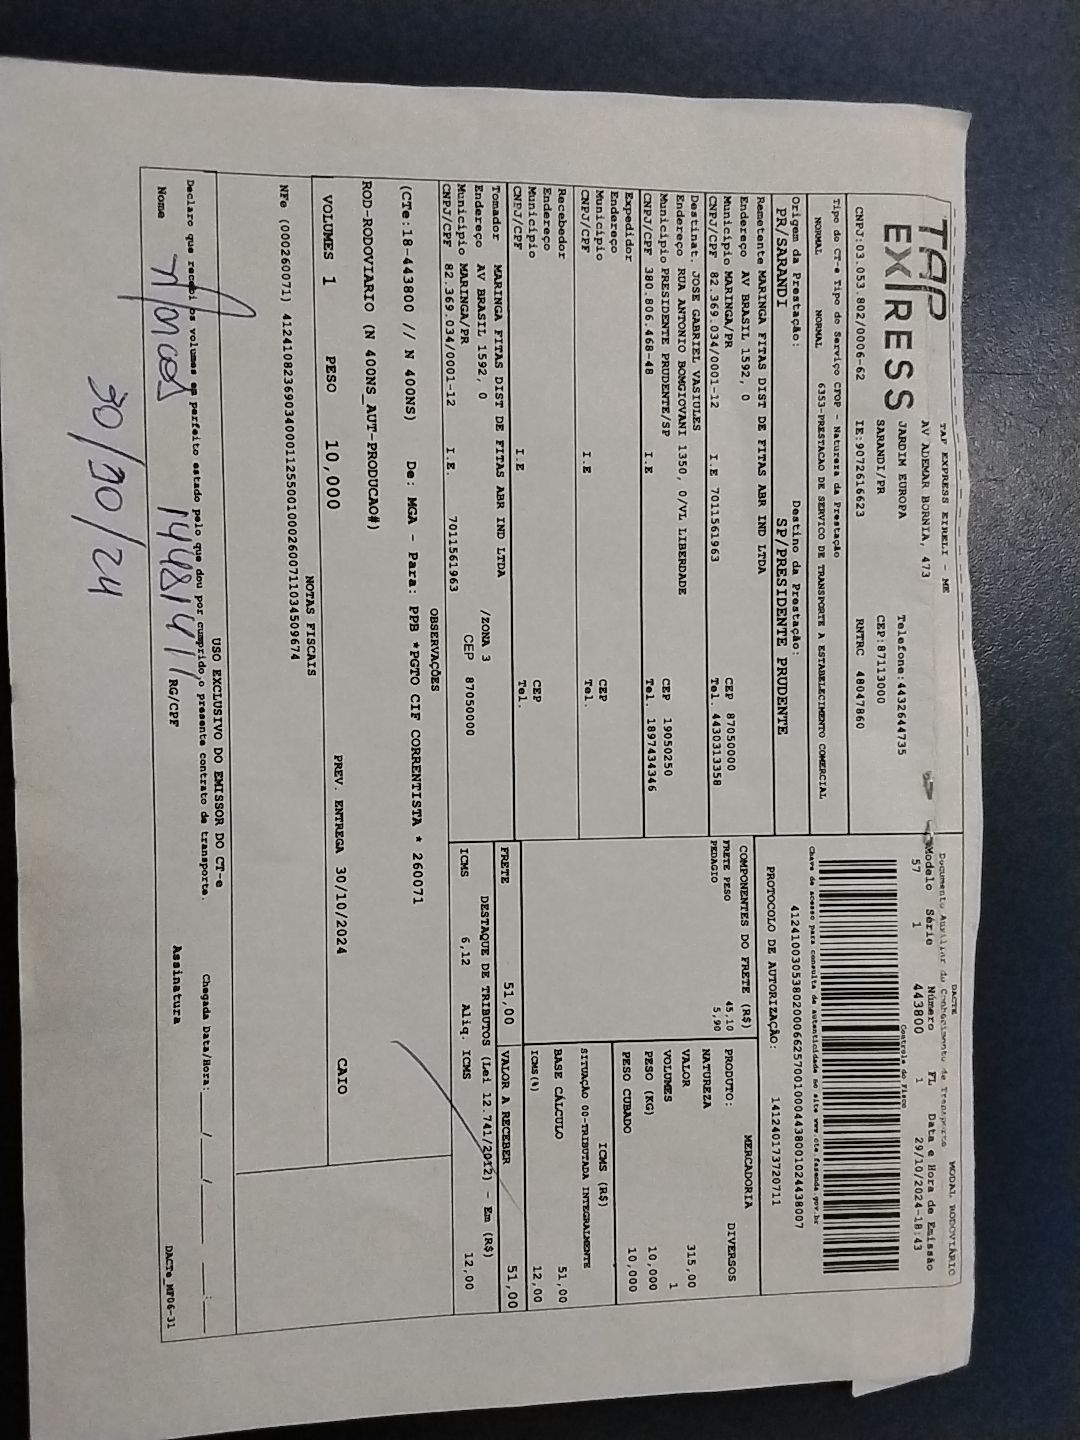 TAP
EXPRESS
TAP EXPRESS EIRELI - ME
AV ADEMAR BORNIA, 473
JARDIM EUROPA
SARANDI/PR
Telefone:4432644735
CEP:87113000
CNPJ:03.053.802/0006-62 IE:9072616623 RNTRC 48047860
DACTE MODAL RODOVIÁRIO
Documento Auxiliar do Conhecimento de Transporte
Modelo Série Número FL Data e Hora de Emissão
57 1 443800 1 29/10/2024-18:43
Controle do Fisco
Chave de acesso para consulta de autenticidade no site www.cte.fazenda.gov.br
41241003053802000662570010004438001024438007
PROTOCOLO DE AUTORIZAÇÃO: 141240173720711
Tipo do CT-e Tipo do Serviço CFOP - Natureza da Prestação
NORMAL NORMAL 6353-PRESTACAO DE SERVICO DE TRANSPORTE A ESTABELECIMENTO COMERCIAL
Origem da Prestação: Destino da Prestação:
PR/SARANDI SP/PRESIDENTE PRUDENTE
Remetente MARINGA FITAS DIST DE FITAS ABR IND LTDA
Endereço AV BRASIL 1592, 0
Município MARINGA/PR CEP 87050000
CNPJ/CPF 82.369.034/0001-12 I.E 7011561963 Tel. 4430313358
Destinat. JOSE GABRIEL VASIULES
Endereço RUA ANTONIO BOMGIOVANI 1350, 0/VL LIBERDADE
Município PRESIDENTE PRUDENTE/SP CEP 19050250
CNPJ/CPF 380.806.468-48 I.E Tel. 1897434346
Expedidor
Endereço
Município CEP
CNPJ/CPF I.E Tel.
Recebedor
Endereço
Município CEP
CNPJ/CPF I.E Tel.
Tomador MARINGA FITAS DIST DE FITAS ABR IND LTDA
Endereço AV BRASIL 1592, 0 /ZONA 3
Município MARINGA/PR CEP 87050000
CNPJ/CPF 82.369.034/0001-12 I.E. 7011561963
COMPONENTES DO FRETE (R$)
FRETE PESO 45,10
PEDAGIO 5,90
PRODUTO: MERCADORIA
NATUREZA DIVERSOS
VALOR 315,00
VOLUMES 1
PESO (KG) 10,000
PESO CUBADO 10,000
ICMS (R$)
SITUAÇÃO 00-TRIBUTADA INTEGRALMENTE
BASE CÁLCULO 51,00
ICMS(%) 12,00
FRETE 51,00 VALOR A RECEBER 51,00
DESTAQUE DE TRIBUTOS (Lei 12.741/2012) - Em (R$)
ICMS 6,12 Aliq. ICMS 12,00
OBSERVAÇÕES
(CTe:18-443800 // N 400NS) De: MGA - Para: PPB *PGTO CIF CORRENTISTA * 260071
ROD-RODOVIARIO (N 400NS_AUT-PRODUCAO#)
VOLUMES 1 PESO 10,000 PREV. ENTREGA 30/10/2024 CAIO
NOTAS FISCAIS
NFe (000260071) 41241082369034000112550010002600711034509674
USO EXCLUSIVO DO EMISSOR DO CT-e
Declaro que recebi os volumes em perfeito estado pelo que dou por cumprido o presente contrato de transporte. Chegada Data/Hora: __/__/____ __:__
Nome RG/CPF Assinatura
DACTe_MF06-31
30/10/24